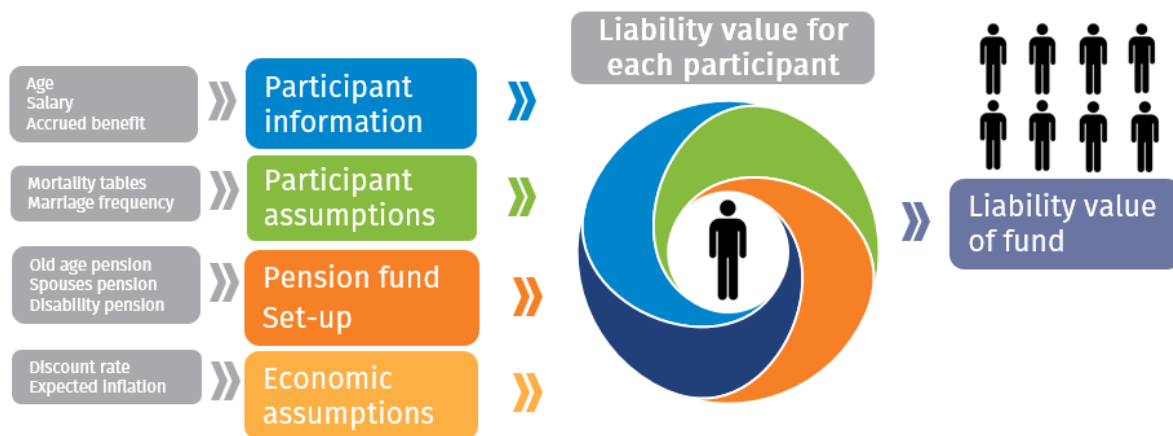 Age
Salary
Accrued benefit
Participant
information
Mortality tables
Marriage frequency
Participant
assumptions
Old age pension
Spouses pension
Disability pension
Pension fund
Set-up
Discount rate
Expected inflation
Economic
assumptions
Liability value for
each participant
Liability value
of fund